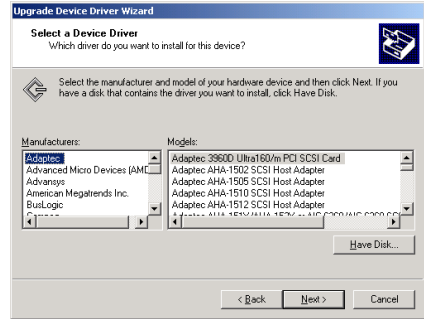 Upgrade Device Driver Wizard
Select a Device Driver
Which driver do you want to install for this device?
Select the manufacturer and model of your hardware device and then click Next. If you
have a disk that contains the driver you want to install, click Have Disk.
Manufacturers:
Adaptec
Advanced Micro Devices (AMD
Advansys
American Megatrends Inc.
BusLogic
Models:
Adaptec 3960D Ultra160/m PCI SCSI Card
Adaptec AHA-1502 SCSI Host Adapter
Adaptec AHA-1505 SCSI Host Adapter
Adaptec AHA-1510 SCSI Host Adapter
Adaptec AHA-1512 SCSI Host Adapter
Have Disk...
< Back
Next >
Cancel